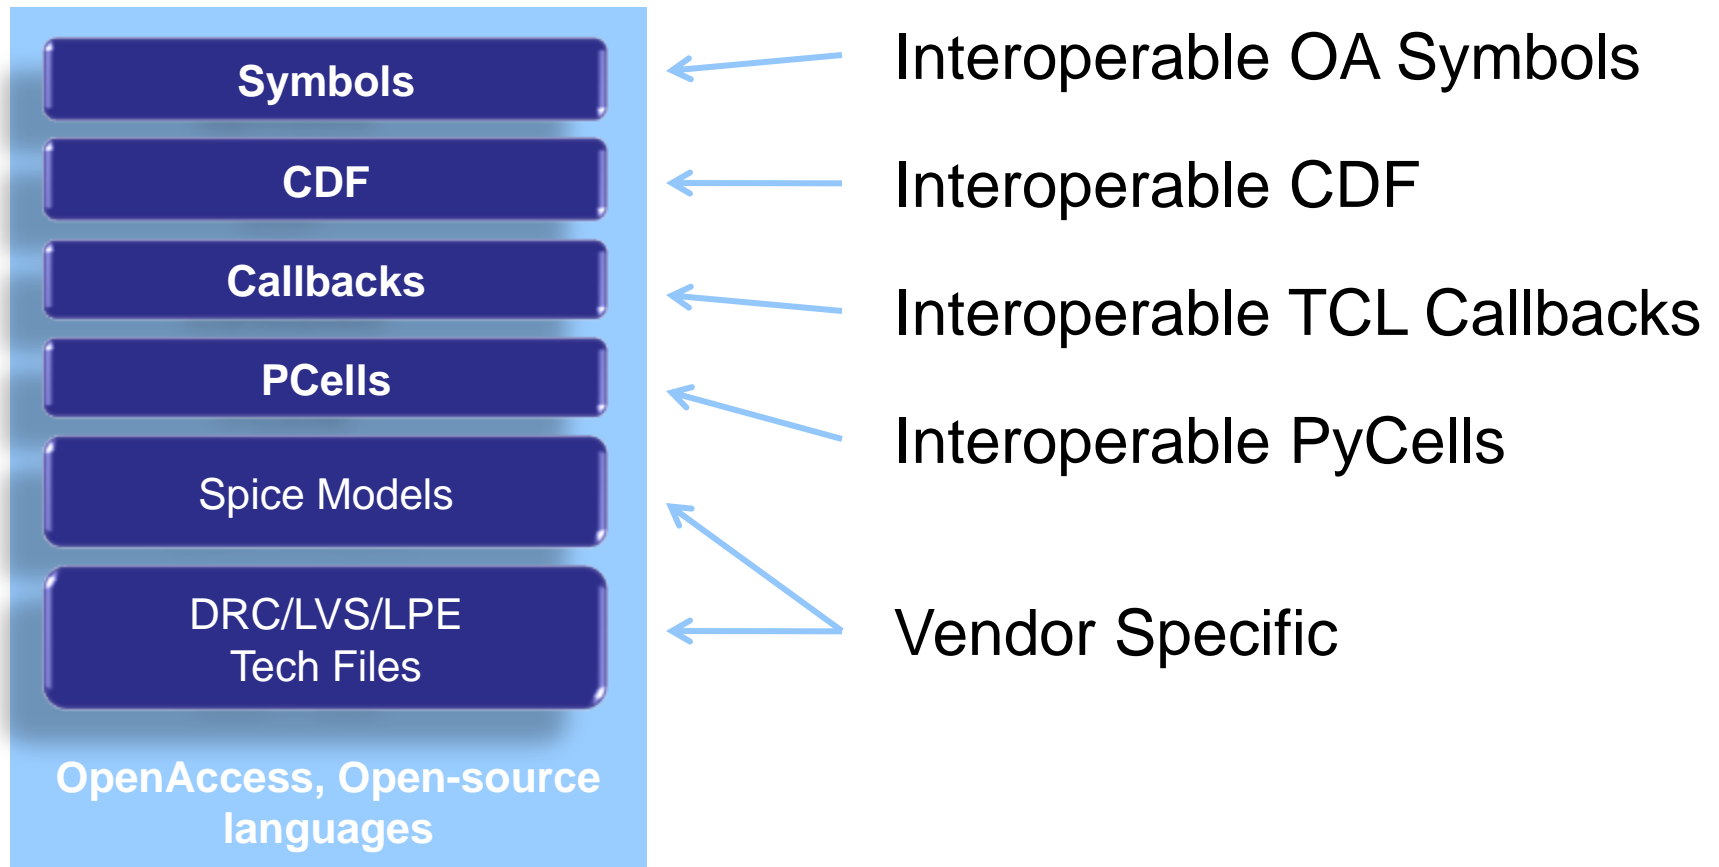 Symbols
Interoperable OA Symbols
CDF
Interoperable CDF
Callbacks
Interoperable TCL Callbacks
PCells
Interoperable PyCells
Spice Models
DRC/LVS/LPE
Tech Files
Vendor Specific
OpenAccess, Open-source
languages